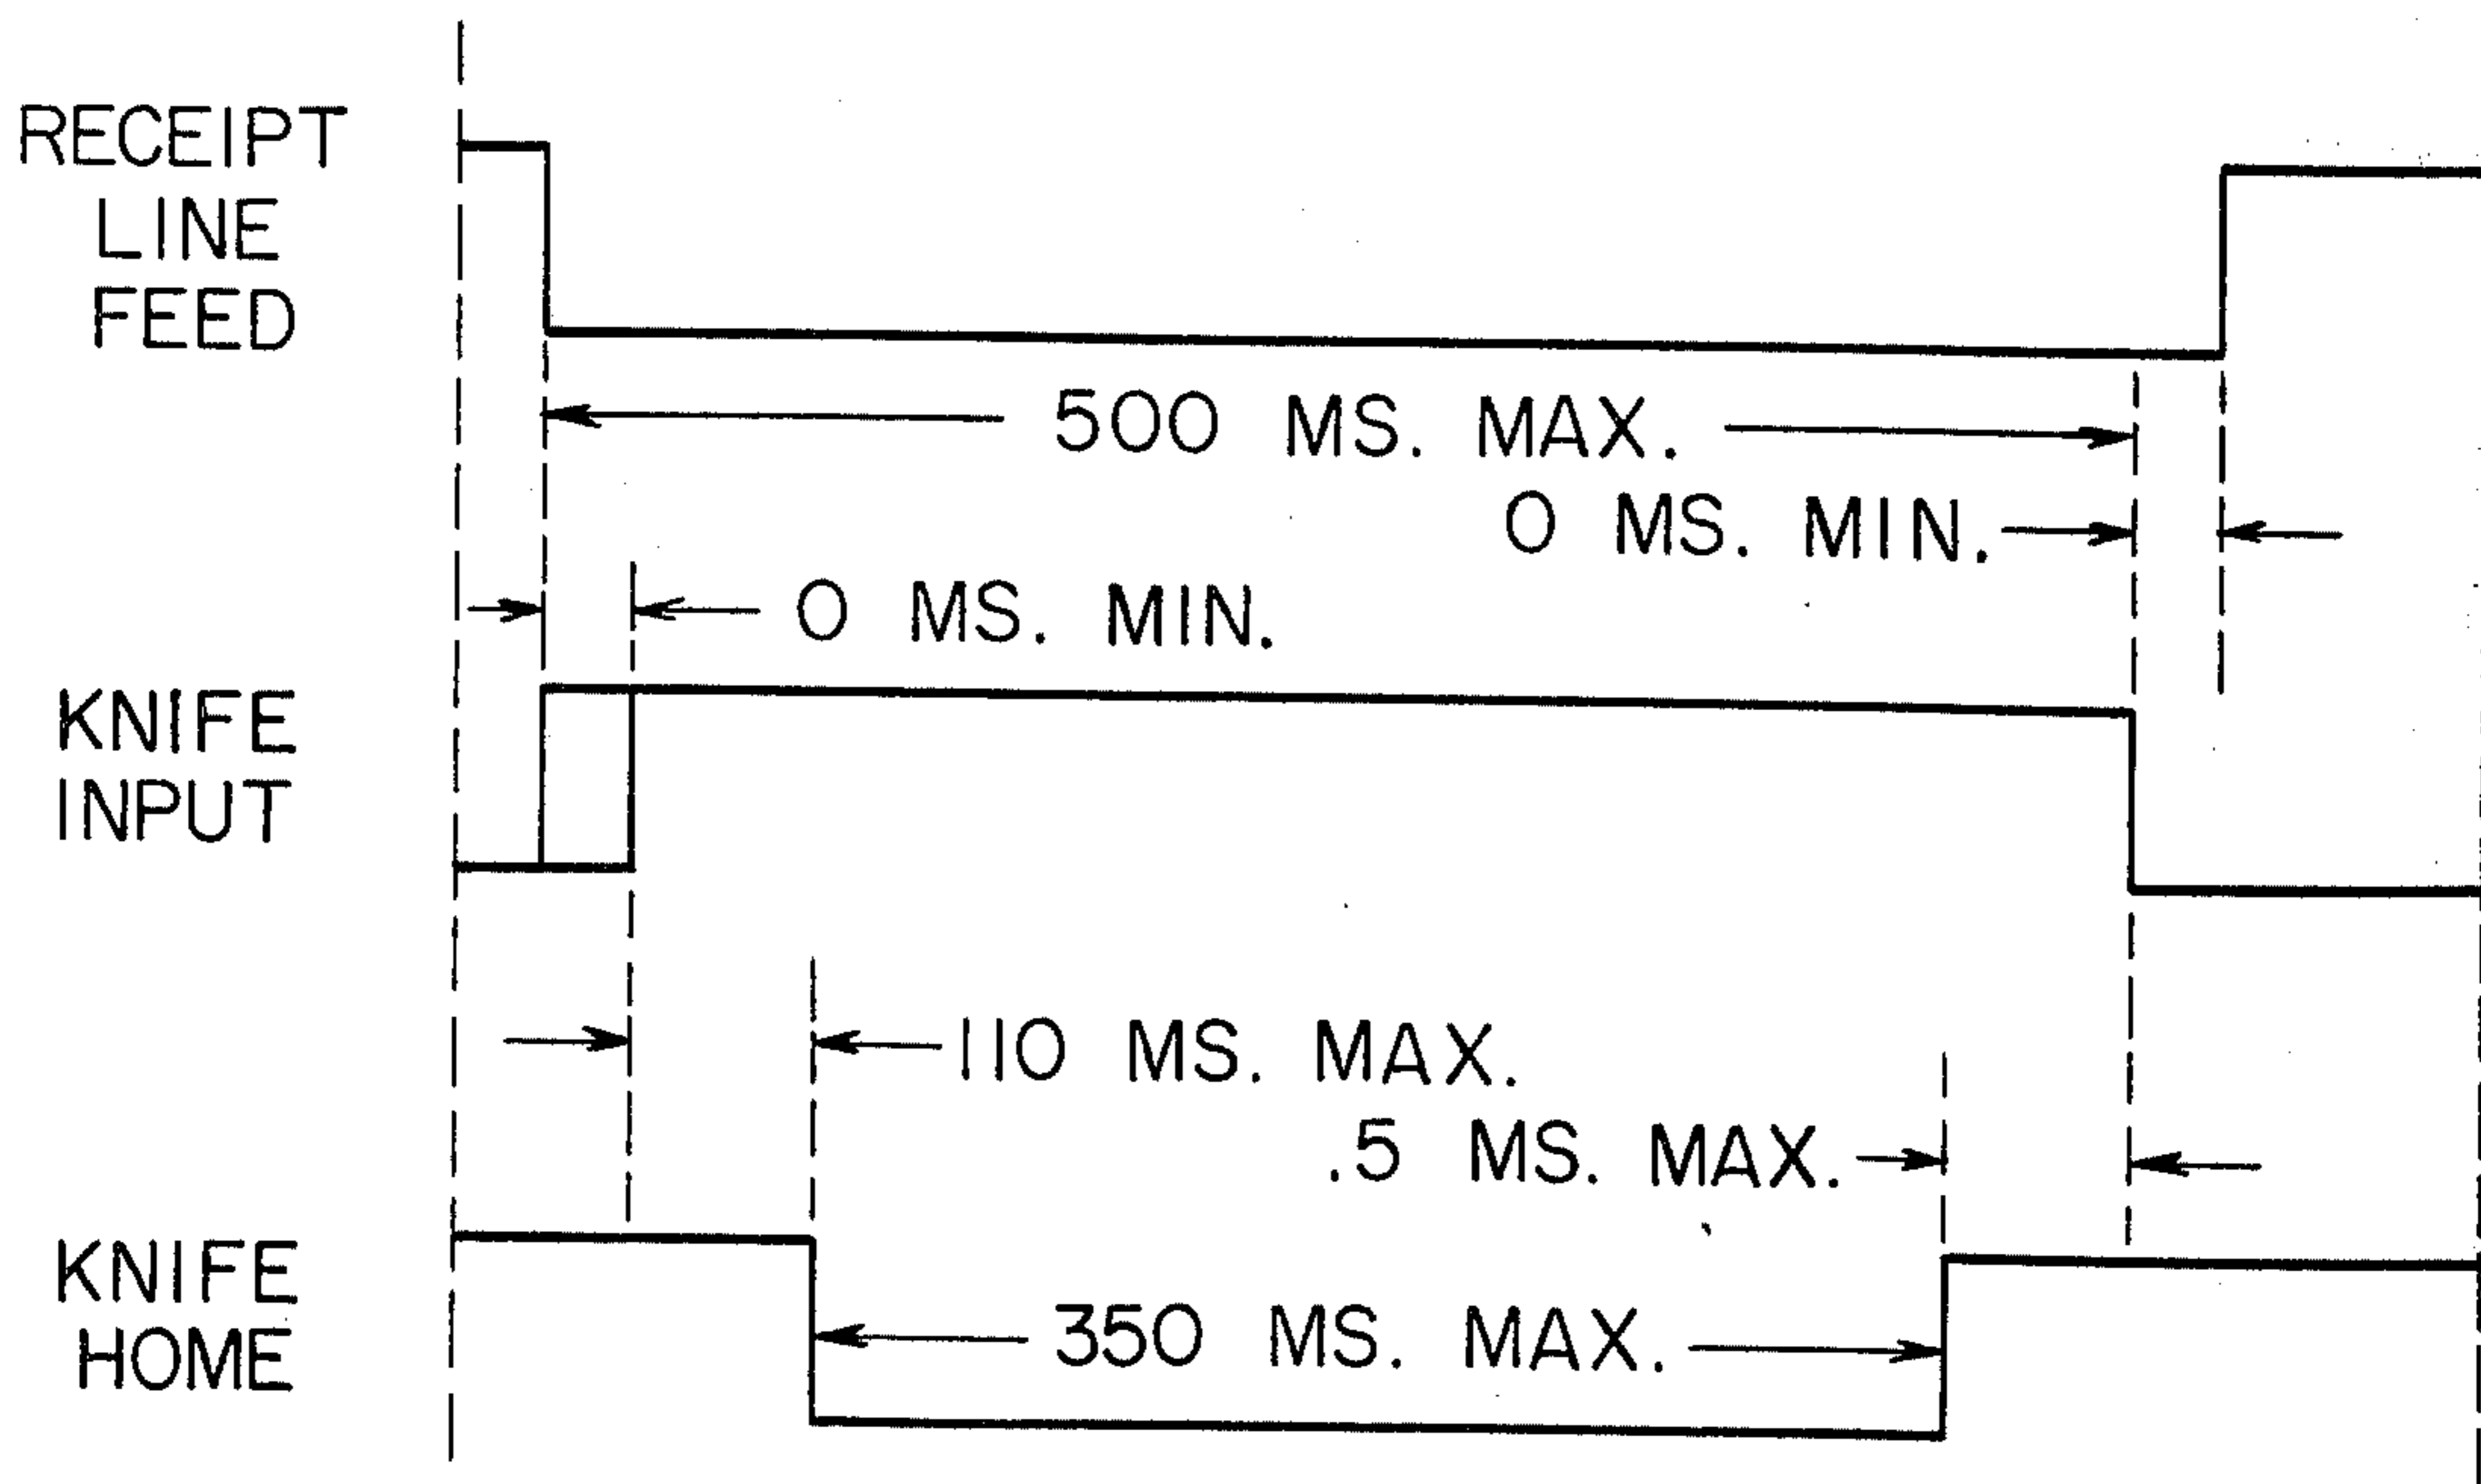 RECEIPT
LINE
FEED
500 MS. MAX.
0 MS. MIN.
0 MS. MIN.
KNIFE
INPUT
110 MS. MAX.
.5 MS. MAX.
KNIFE
HOME
350 MS. MAX.